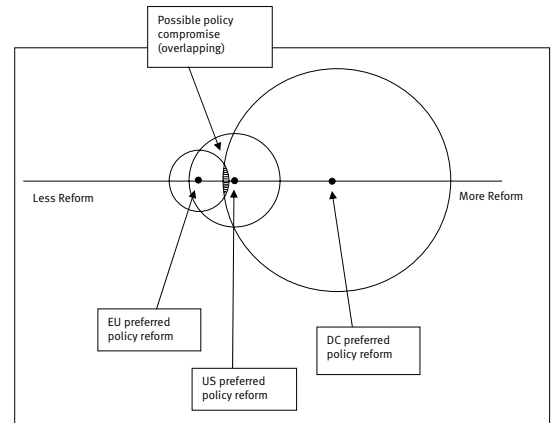 Possible policy
compromise
(overlapping)
Less Reform
More Reform
EU preferred
policy reform
DC preferred
policy reform
US preferred
policy reform